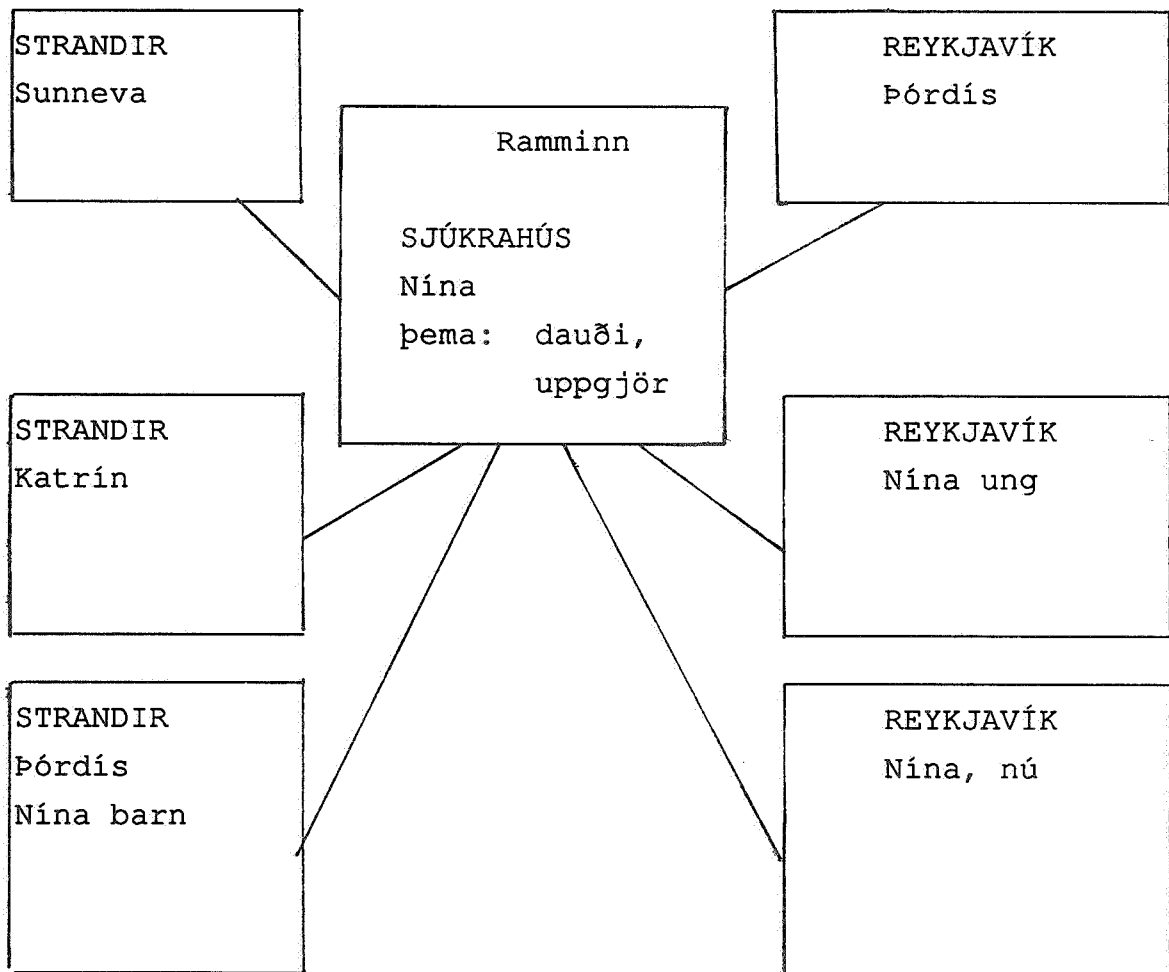 STRANDIR
Sunneva
REYKJAVÍK
Þórdís
Ramminn
SJÚKRAHÚS
Nína
þema: dauði,
uppgjör
STRANDIR
Katrín
REYKJAVÍK
Nína ung
STRANDIR
Þórdís
Nína barn
REYKJAVÍK
Nína, nú